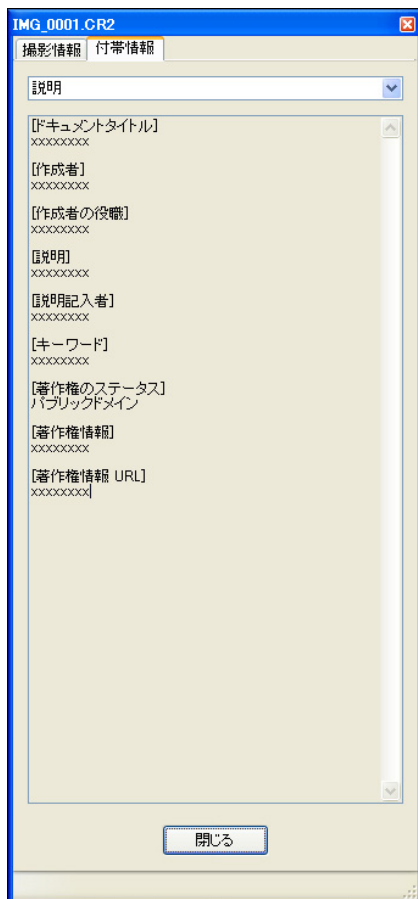 IMG_0001.CR2
撮影情報 付帯情報
説明
[ドキュメントタイトル]
xxxxxxxx
[作成者]
xxxxxxxx
[作成者の役職]
xxxxxxxx
[説明]
xxxxxxxx
[説明記入者]
xxxxxxxx
[キーワード]
xxxxxxxx
[著作権のステータス]
パブリックドメイン
[著作権情報]
xxxxxxxx
[著作権情報 URL]
xxxxxxxx
閉じる